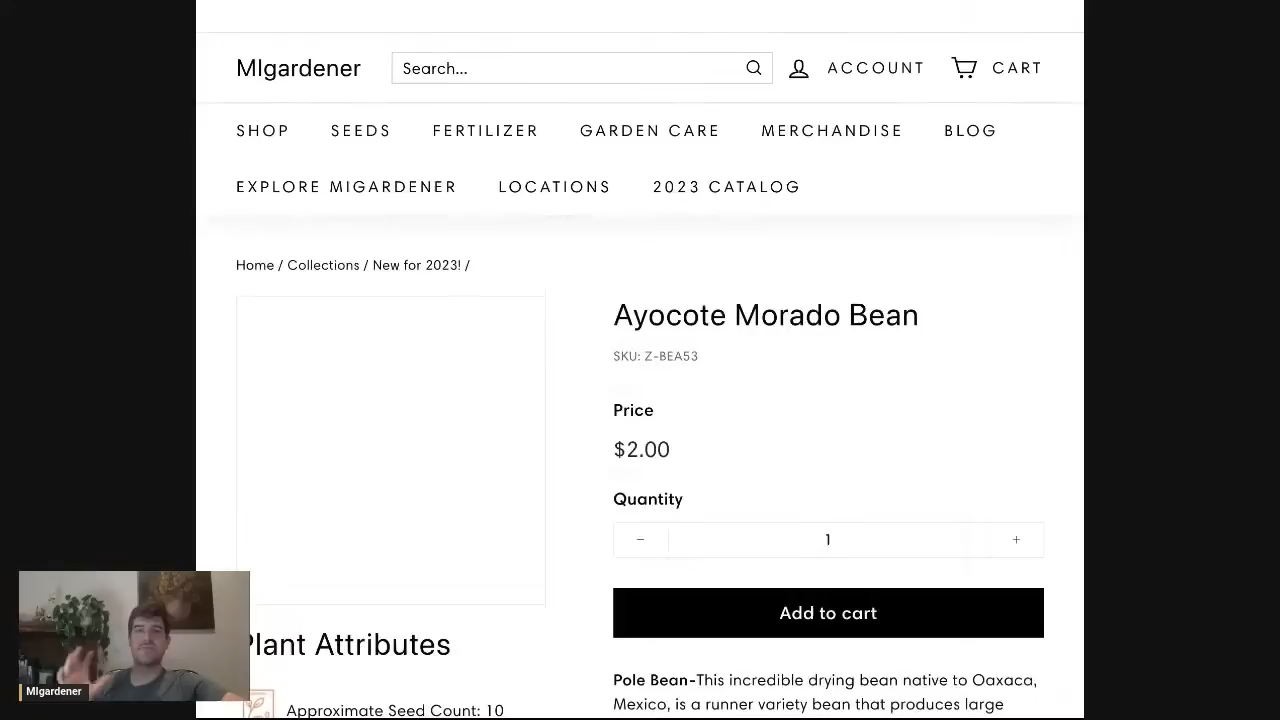 MIgardener
Search...
ACCOUNT
CART
SHOP SEEDS FERTILIZER GARDEN CARE MERCHANDISE BLOG
EXPLORE MIGARDENER LOCATIONS 2023 CATALOG
Home / Collections / New for 2023! /
Ayocote Morado Bean
SKU: Z-BEA53
Price
$2.00
Quantity
− 1 +
Add to cart
Plant Attributes
Approximate Seed Count: 10
Pole Bean-This incredible drying bean native to Oaxaca,
Mexico, is a runner variety bean that produces large
MIgardener